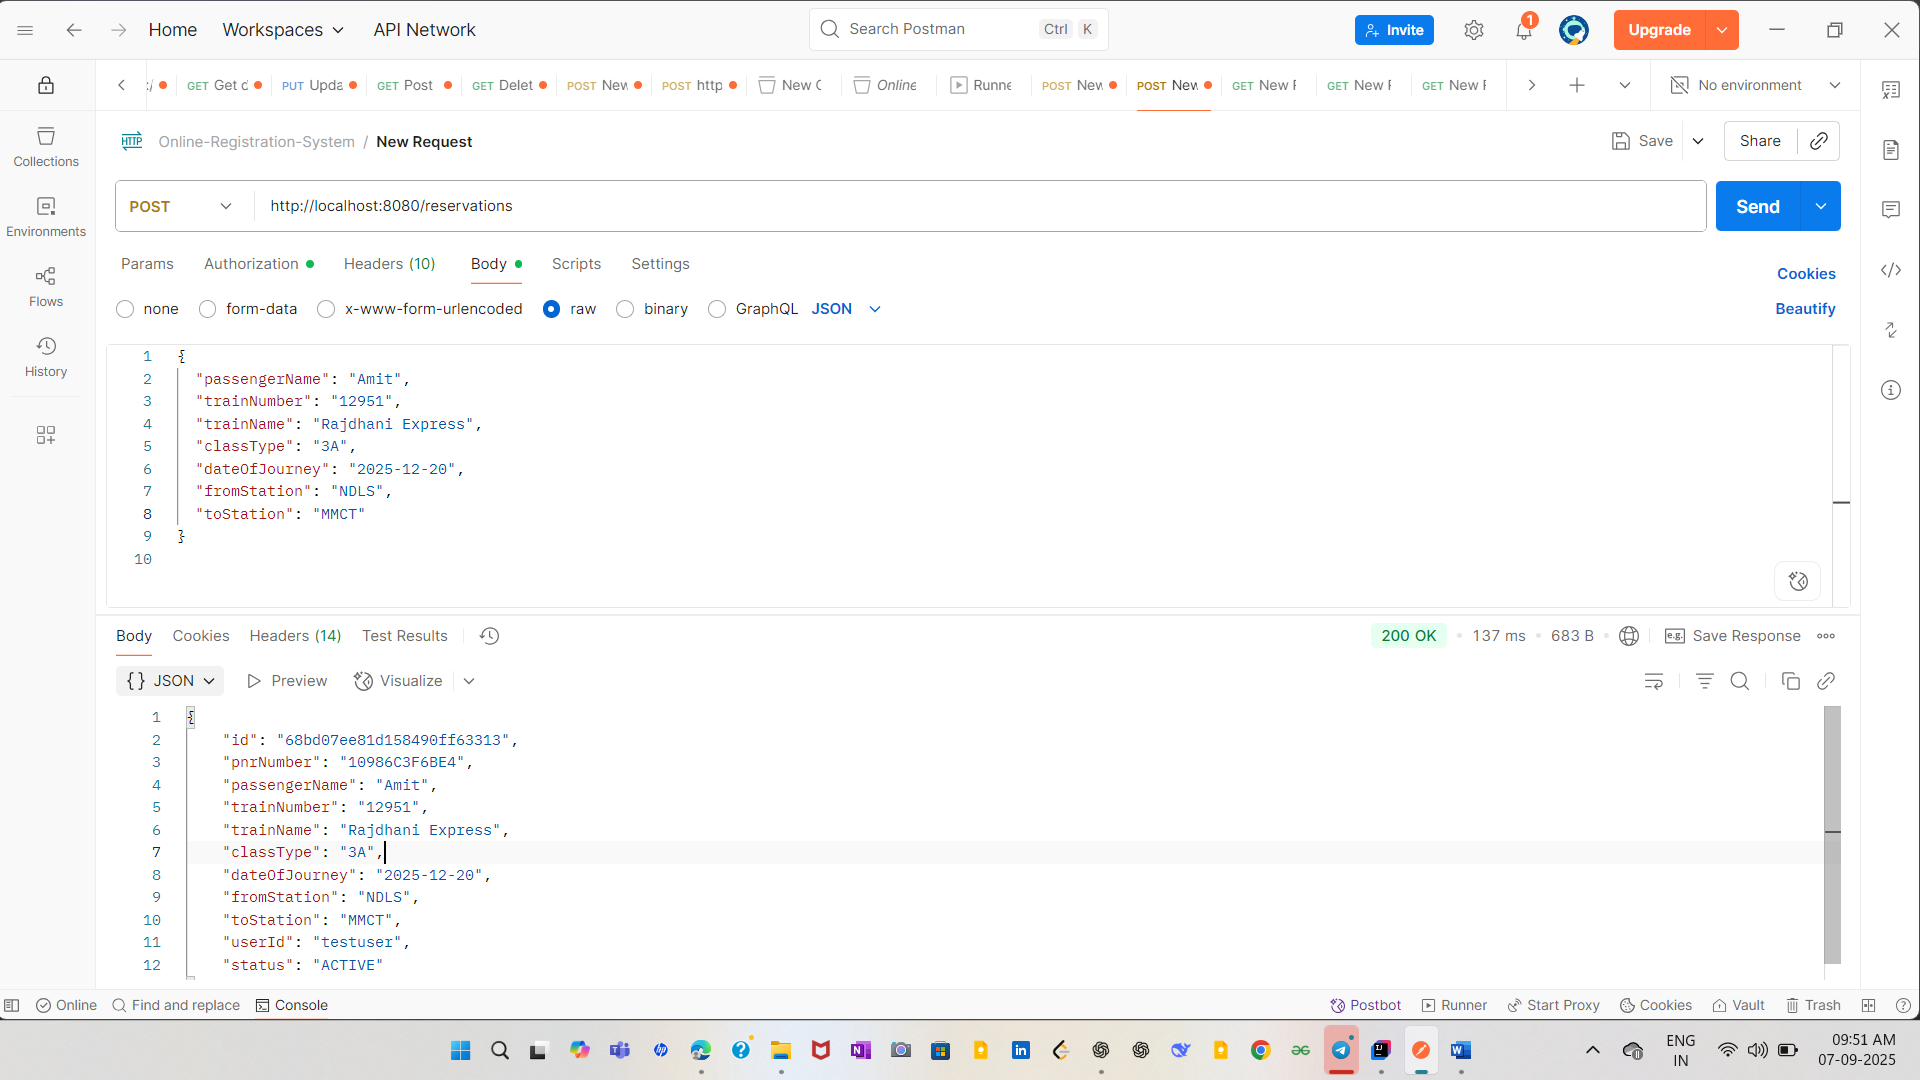 Home Workspaces API Network Search Postman Ctrl K Invite 1 Upgrade
GET Get d PUT Upda GET Post GET Delet POST New POST http New C Online Runne POST New POST New GET New F GET New F GET New F No environment
HTTP Online-Registration-System / New Request Save Share
Collections
Environments
Flows
History
POST http://localhost:8080/reservations Send
Params Authorization Headers (10) Body Scripts Settings Cookies
none form-data x-www-form-urlencoded raw binary GraphQL JSON Beautify
1 {
2 "passengerName": "Amit",
3 "trainNumber": "12951",
4 "trainName": "Rajdhani Express",
5 "classType": "3A",
6 "dateOfJourney": "2025-12-20",
7 "fromStation": "NDLS",
8 "toStation": "MMCT"
9 }
10
Body Cookies Headers (14) Test Results 200 OK • 137 ms • 683 B • e.g. Save Response
{} JSON Preview Visualize
1 {
2 "id": "68bd07ee81d158490ff63313",
3 "pnrNumber": "10986C3F6BE4",
4 "passengerName": "Amit",
5 "trainNumber": "12951",
6 "trainName": "Rajdhani Express",
7 "classType": "3A",
8 "dateOfJourney": "2025-12-20",
9 "fromStation": "NDLS",
10 "toStation": "MMCT",
11 "userId": "testuser",
12 "status": "ACTIVE"
Online Find and replace Console Postbot Runner Start Proxy Cookies Vault Trash
ENG 09:51 AM
IN 07-09-2025